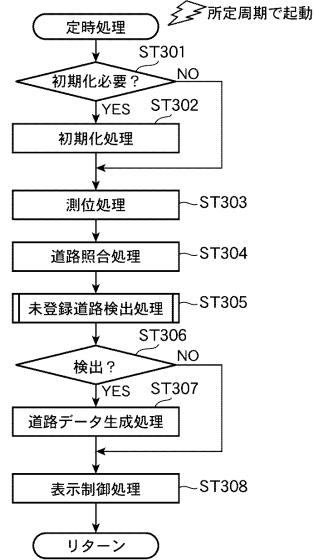 定時処理
所定周期で起動
ST301
初期化必要？
NO
YES
ST302
初期化処理
測位処理
ST303
道路照合処理
ST304
未登録道路検出処理
ST305
ST306
検出？
NO
YES
ST307
道路データ生成処理
表示制御処理
ST308
リターン